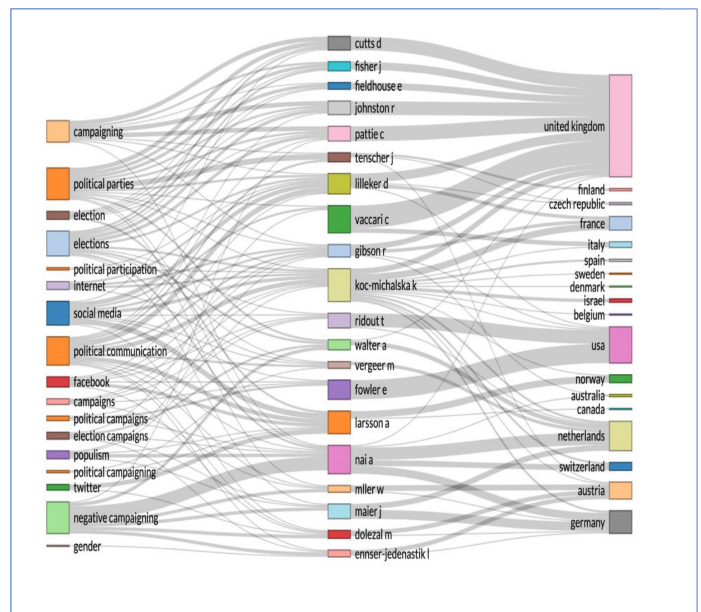 campaigning
political parties
election
elections
political participation
internet
social media
political communication
facebook
campaigns
political campaigns
election campaigns
populism
political campaigning
twitter
negative campaigning
gender
cutts d
fisher j
fieldhouse e
johnston r
pattie c
tenscher j
lilleker d
vaccari c
gibson r
koc-michalska k
ridout t
walter a
vergeer m
fowler e
larsson a
nai a
mller w
maier j
dolezal m
ennser-jedenastik l
united kingdom
finland
czech republic
france
italy
spain
sweden
denmark
israel
belgium
usa
norway
australia
canada
netherlands
switzerland
austria
germany